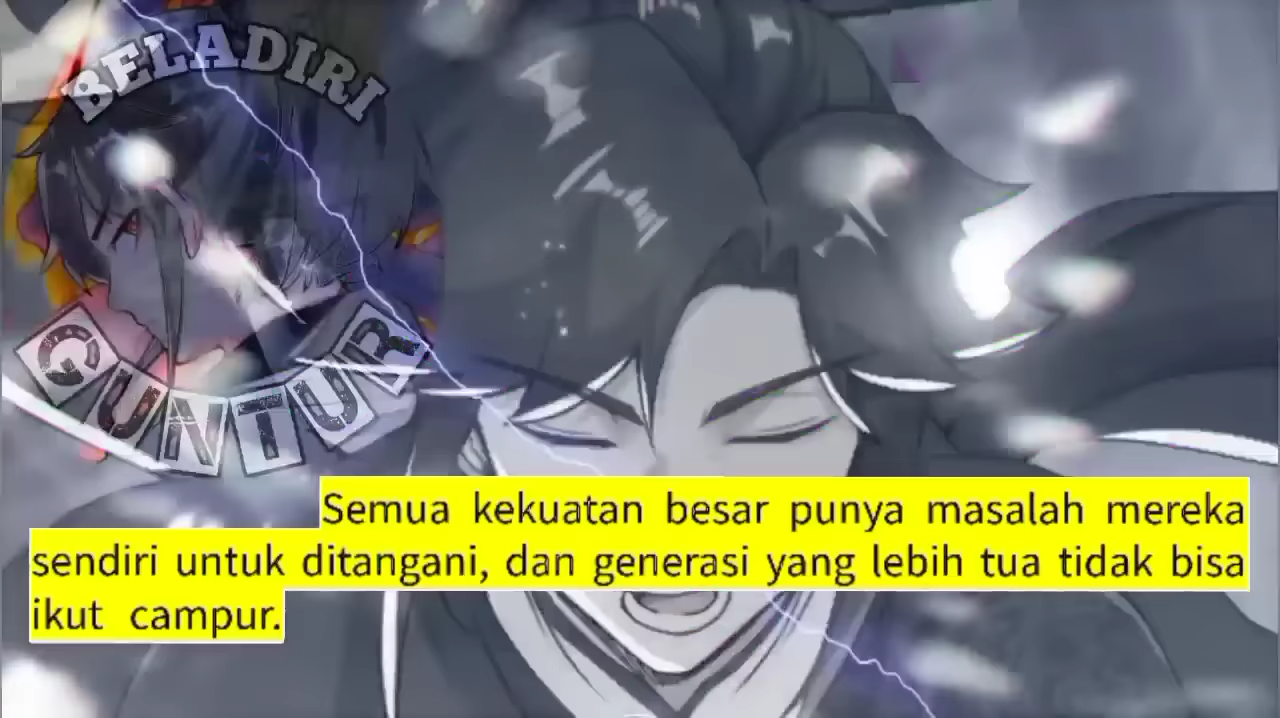 BELADIRI
GUNTUR
Semua kekuatan besar punya masalah mereka
sendiri untuk ditangani, dan generasi yang lebih tua tidak bisa
ikut campur.